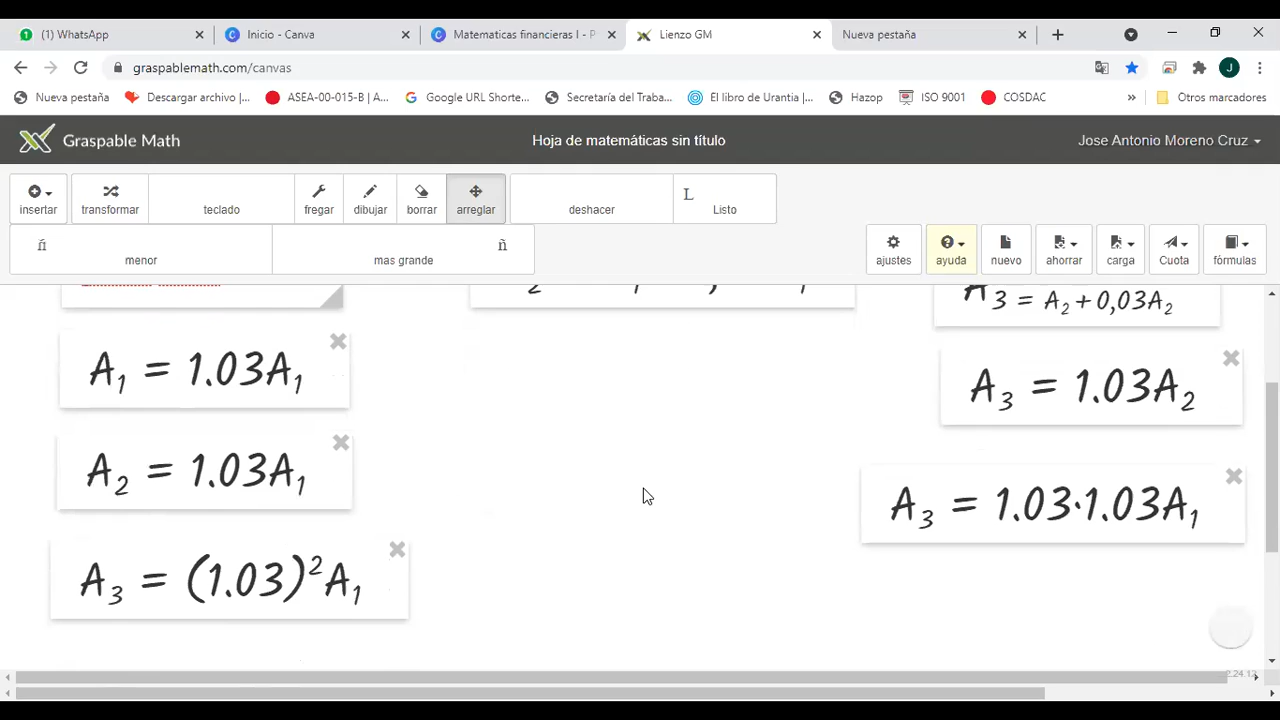 (1) WhatsApp
Inicio - Canva
Matematicas financieras I - P
Lienzo GM
Nueva pestaña
graspablemath.com/canvas
J
Nueva pestaña
Descargar archivo |...
ASEA-00-015-B | A...
Google URL Shorte...
Secretaría del Traba...
El libro de Urantia |...
Hazop
ISO 9001
COSDAC
»
Otros marcadores
Graspable Math
Hoja de matemáticas sin título
Jose Antonio Moreno Cruz
insertar
transformar
teclado
fregar
dibujar
borrar
arreglar
deshacer
L
Listo
ń
menor
ǹ
mas grande
ajustes
ayuda
nuevo
ahorrar
carga
Cuota
fórmulas
A₃ = A₂ + 0,03A₂
A₁ = 1.03A₁
A₃ = 1.03A₂
A₂ = 1.03A₁
A₃ = 1.03·1.03A₁
A₃ = (1.03)²A₁